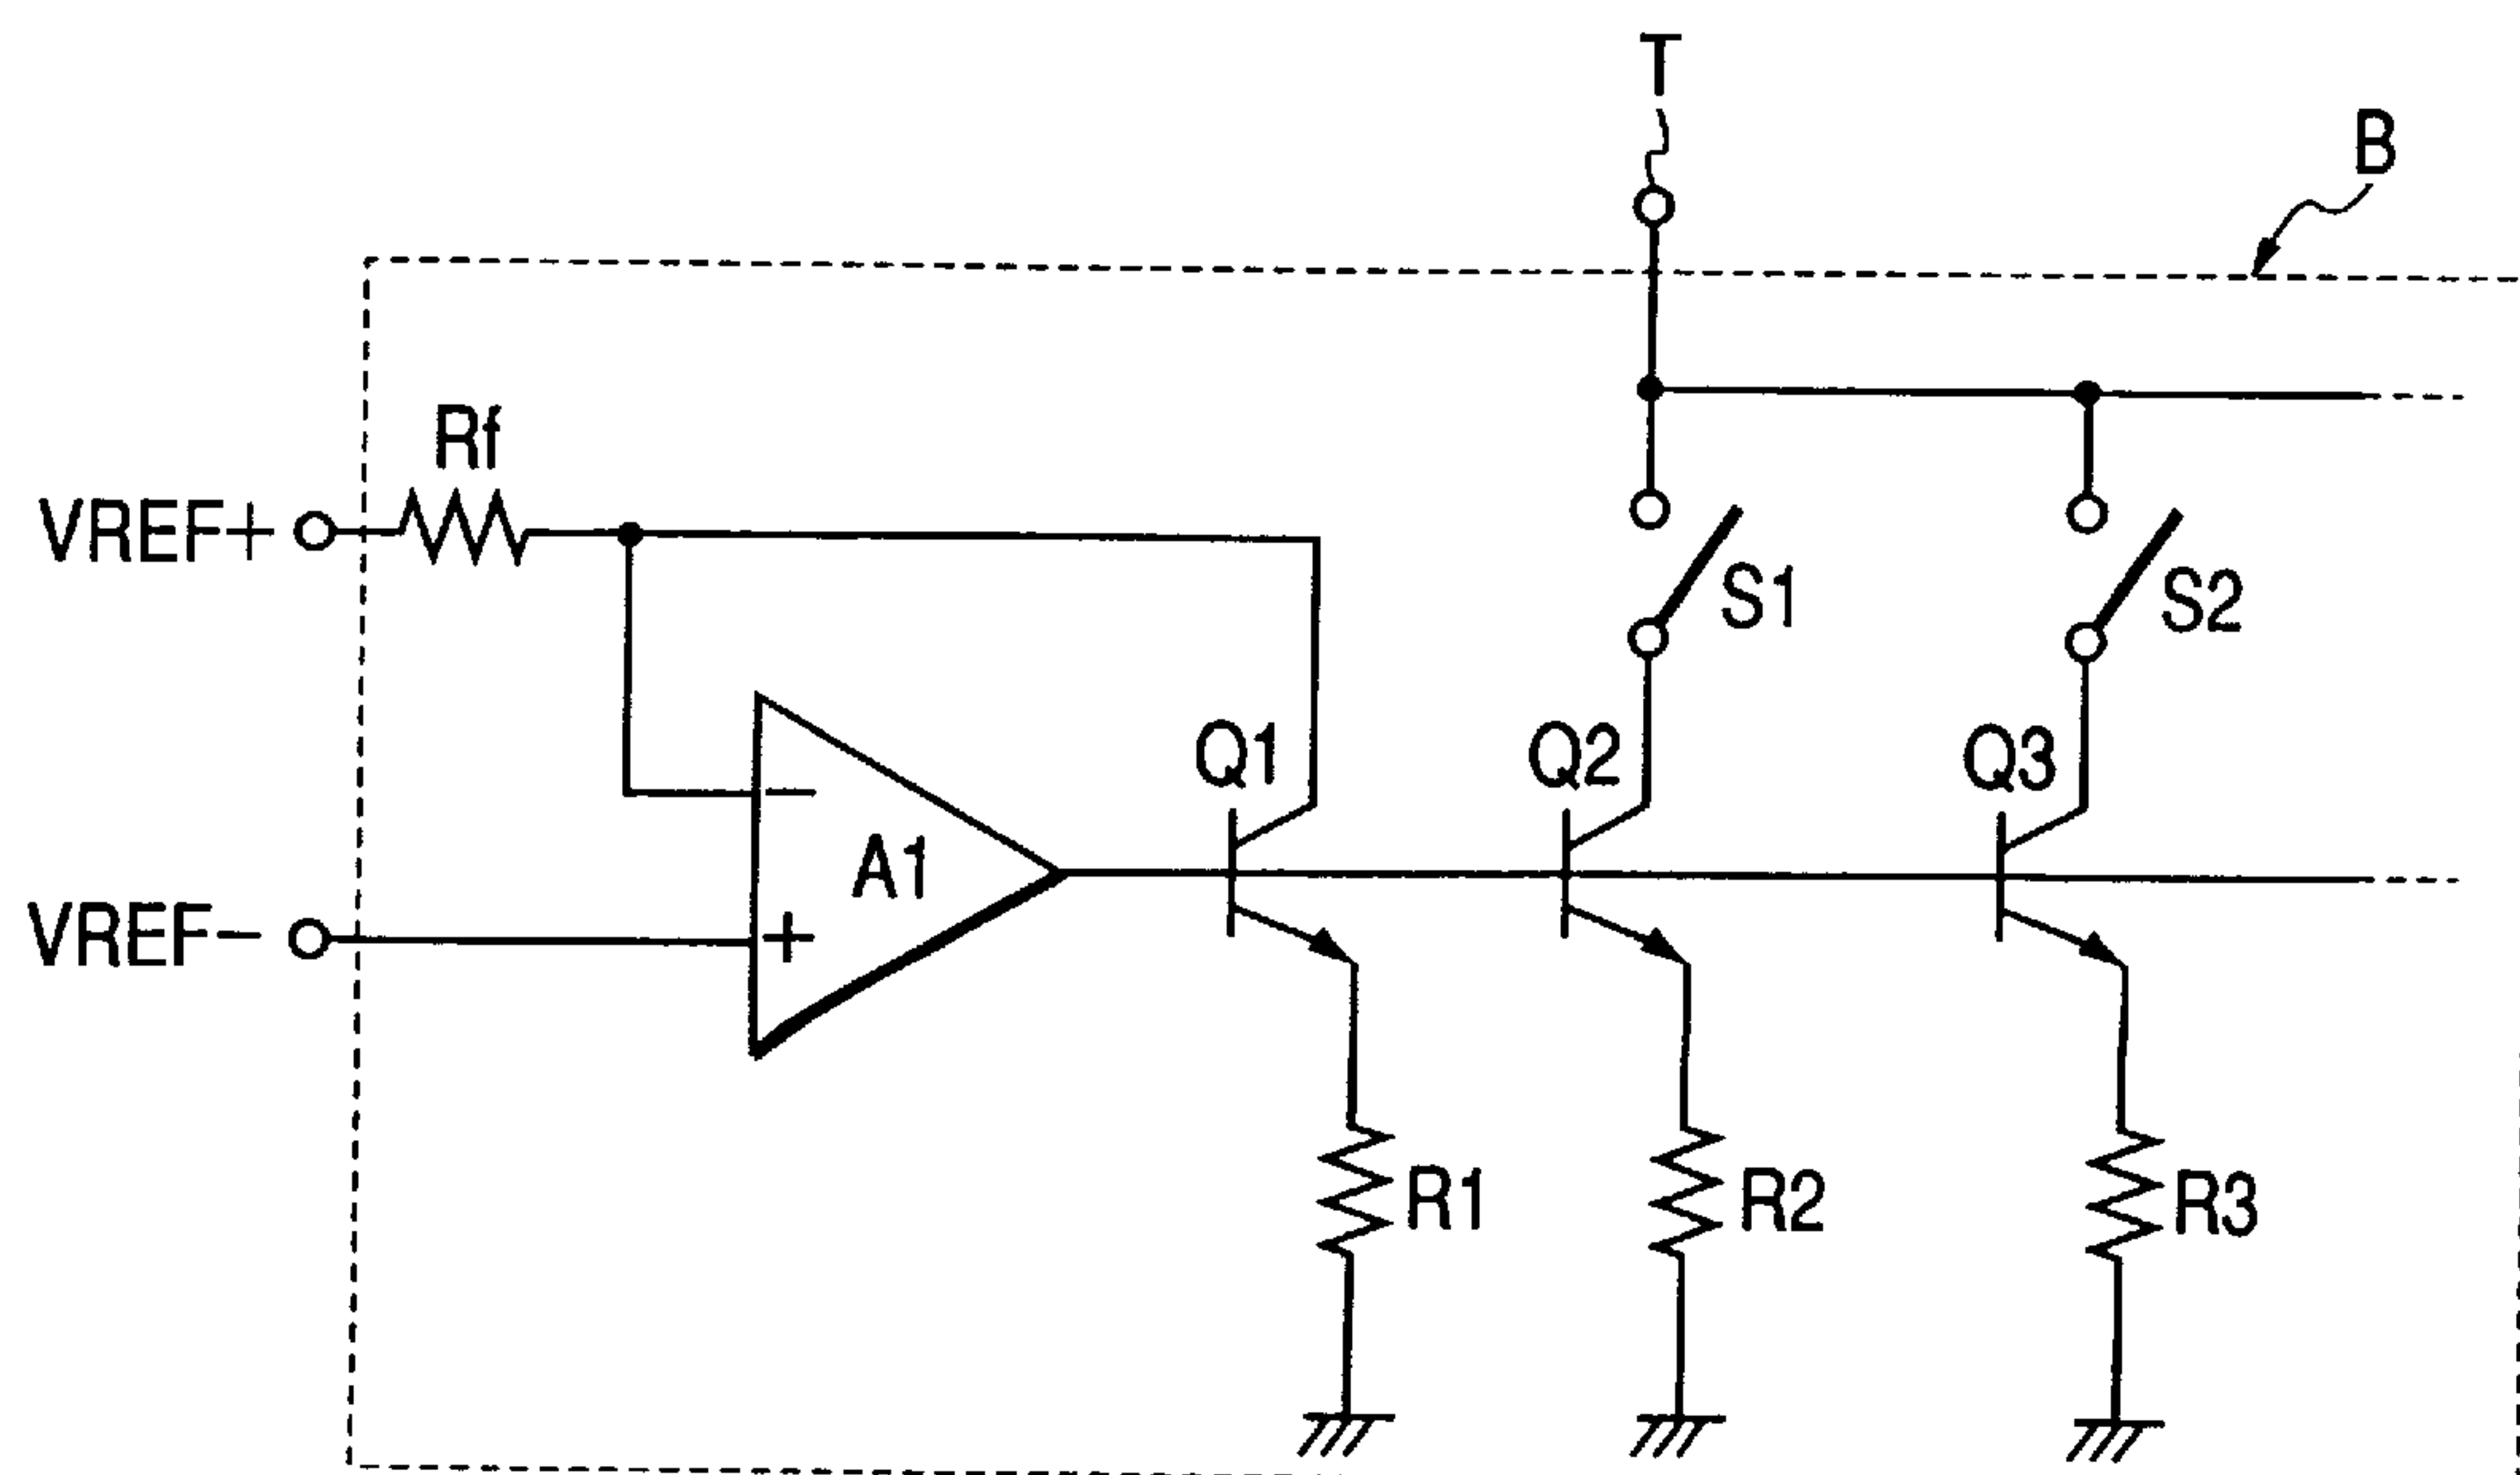 T
B
Rf
VREF+
S1
S2
Q1
Q2
Q3
−
A1
+
VREF−
R1
R2
R3